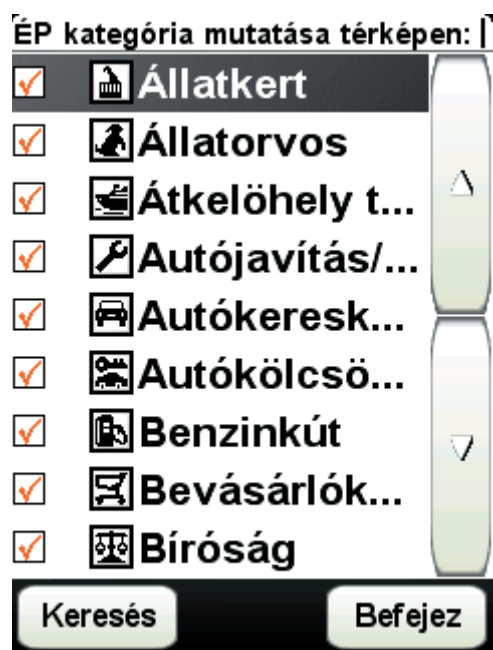 ÉP kategória mutatása térképen:
Állatkert
Állatorvos
Átkelöhely t...
Autójavítás/...
Autókeresk...
Autókölcsö...
Benzinkút
Bevásárlók...
Bíróság
Keresés
Befejez